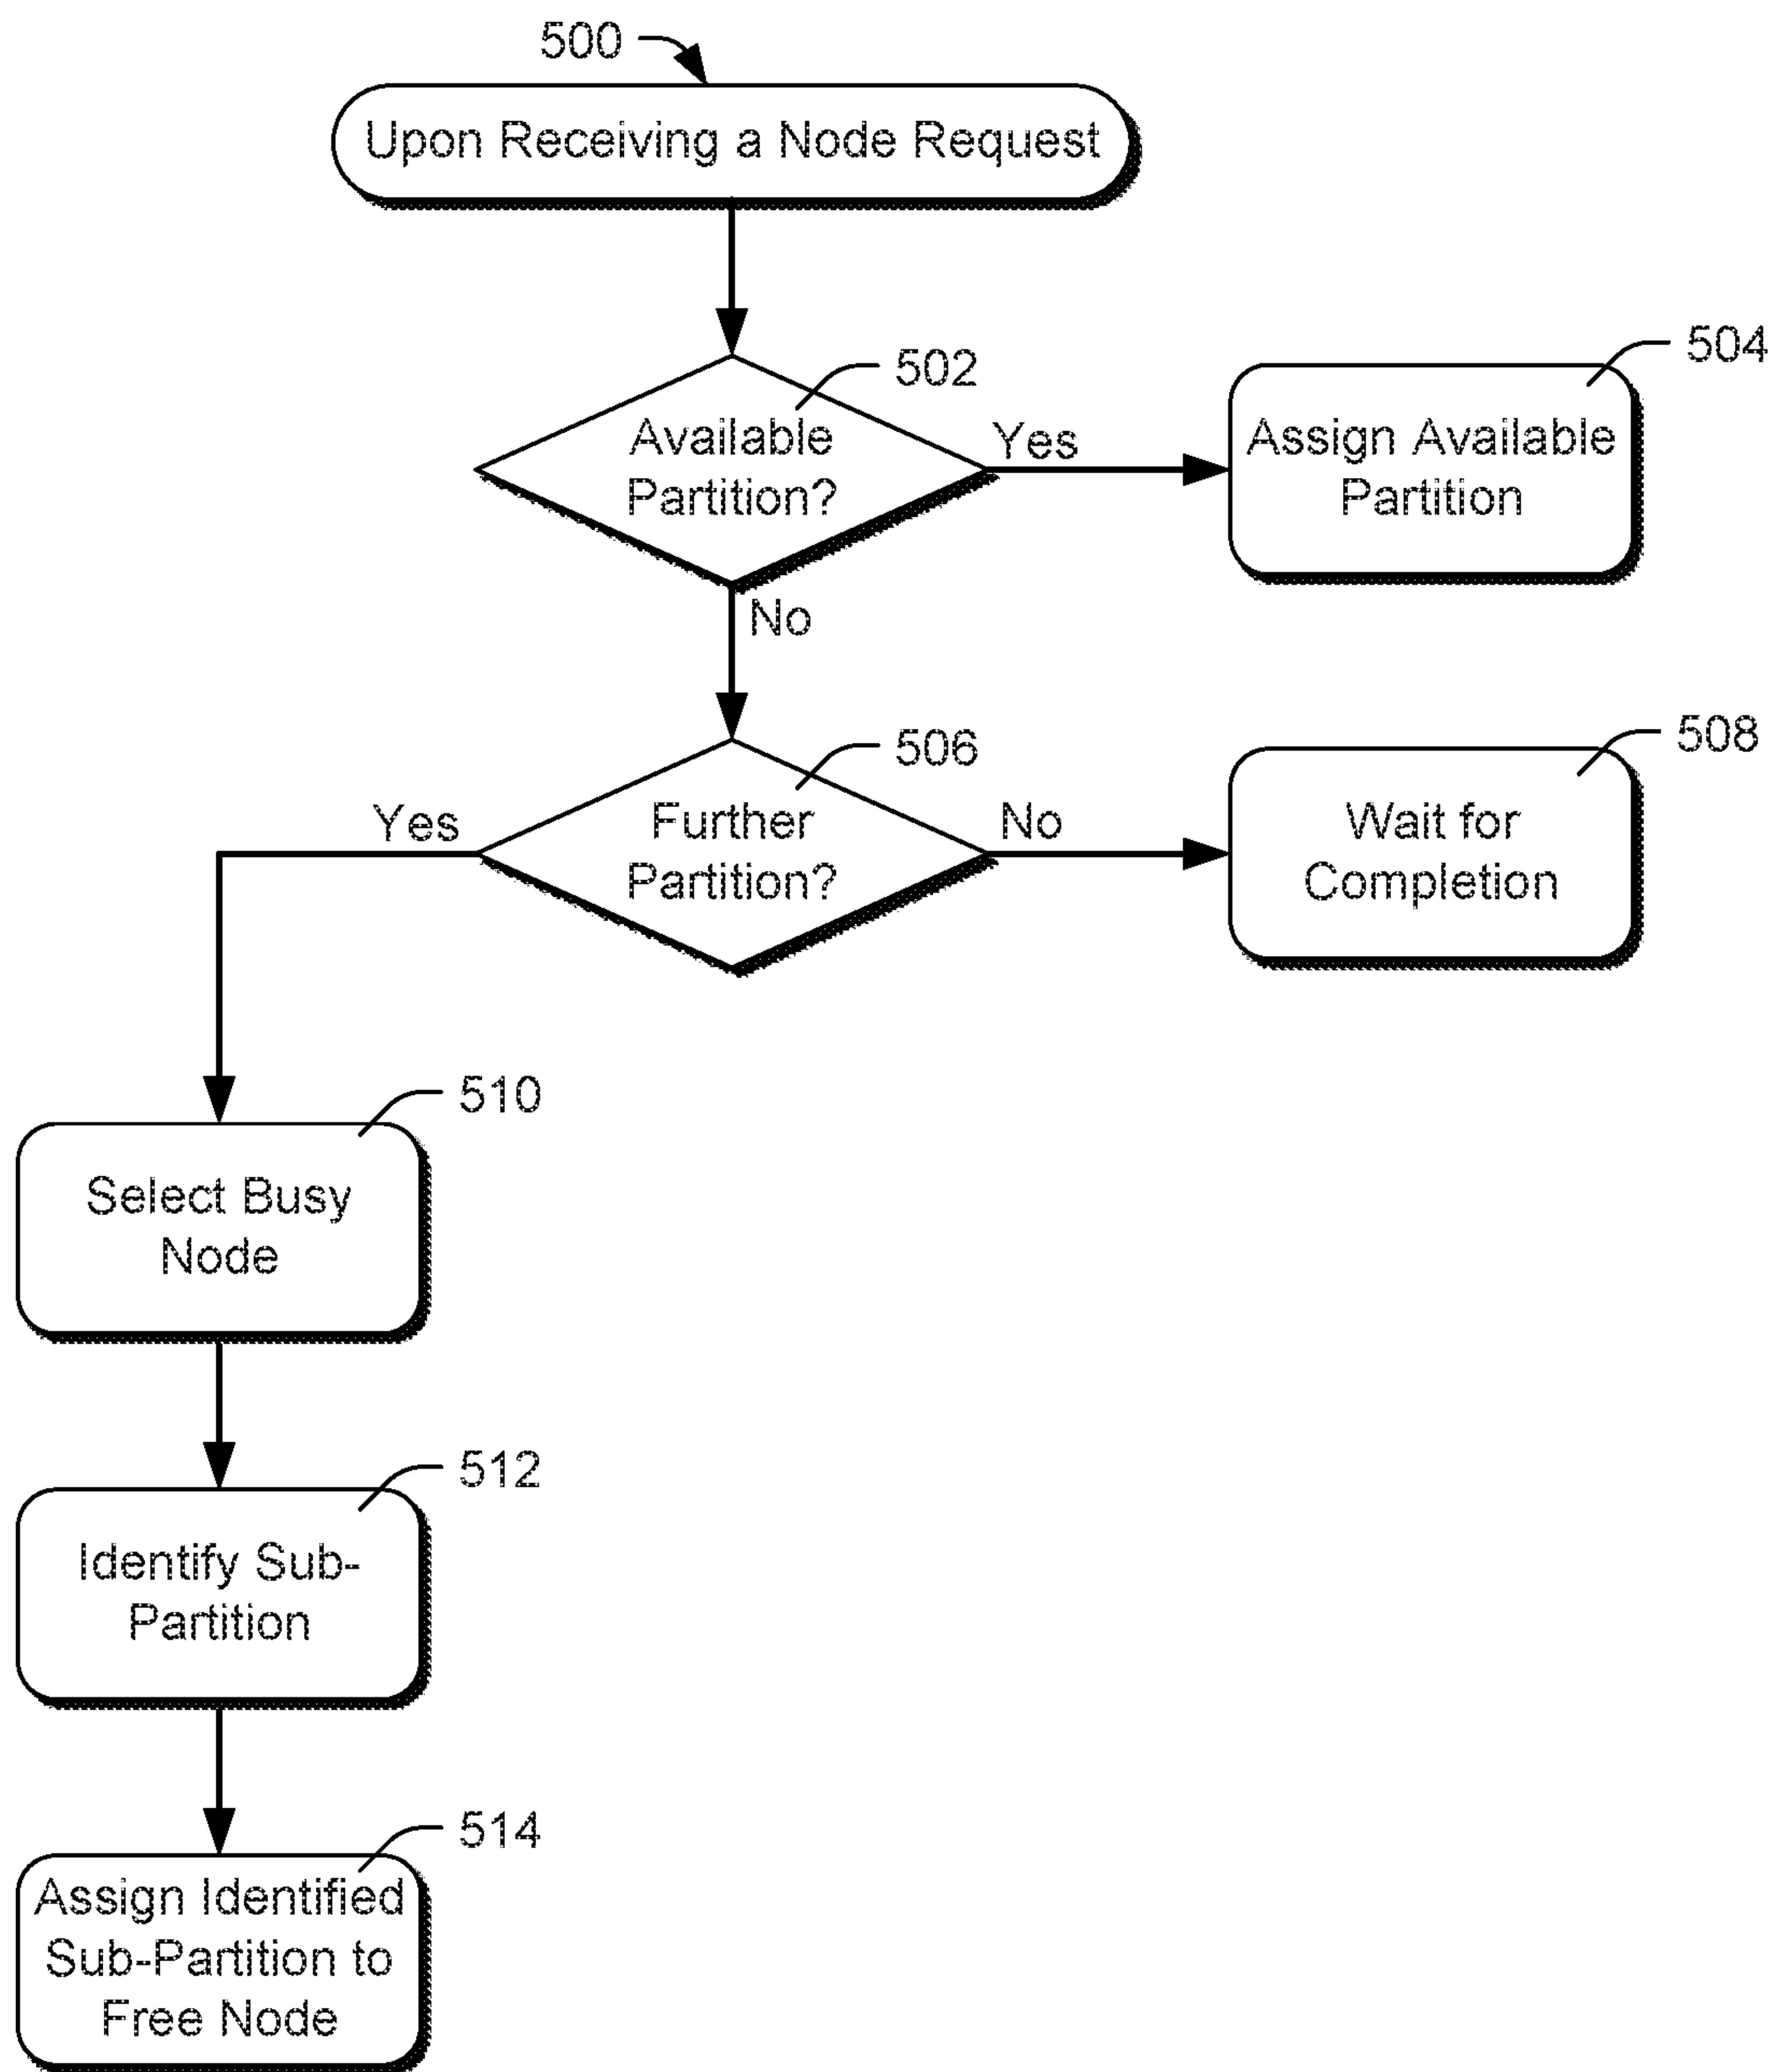 500
Upon Receiving a Node Request
502
Available
Partition?
Yes
504
Assign Available
Partition
No
506
Further
Partition?
Yes
No
508
Wait for
Completion
510
Select Busy
Node
512
Identify Sub-
Partition
514
Assign Identified
Sub-Partition to
Free Node